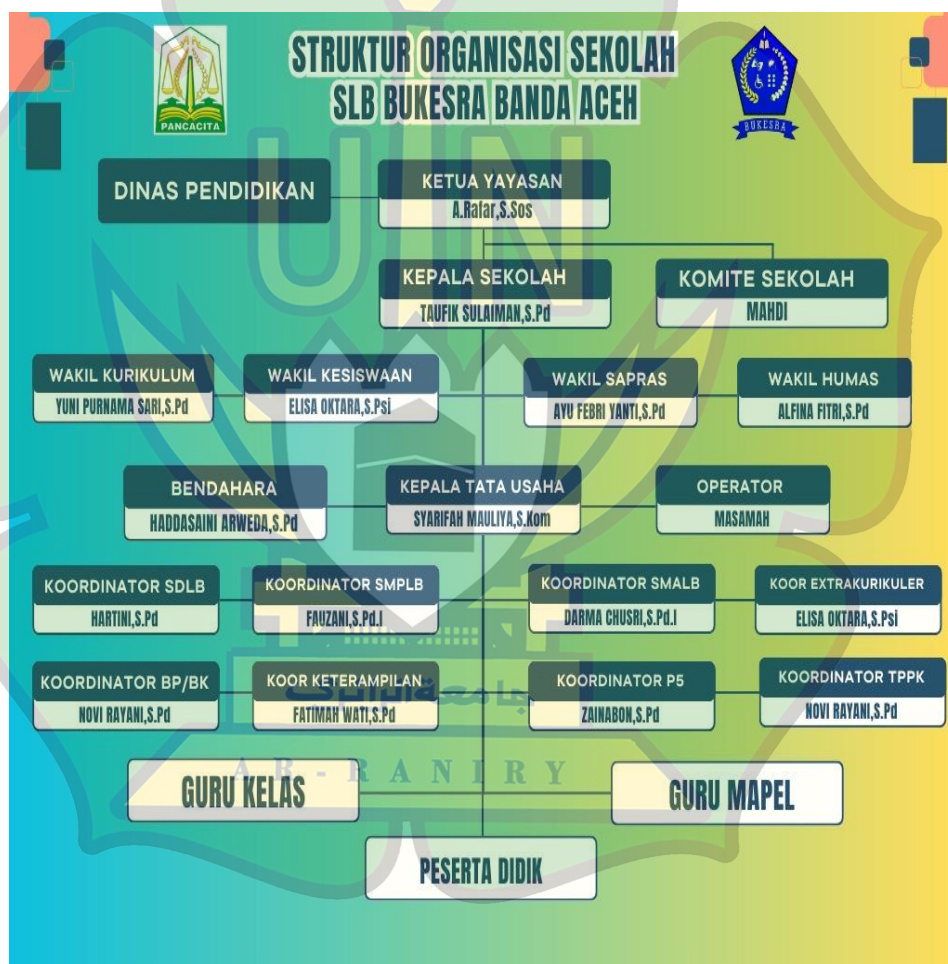 STRUKTUR ORGANISASI SEKOLAH
SLB BUKESRA BANDA ACEH
PANCACITA
BUKESRA
UIN
DINAS PENDIDIKAN
KETUA YAYASAN
A.Rafar,S.Sos
KEPALA SEKOLAH
TAUFIK SULAIMAN,S.Pd
KOMITE SEKOLAH
MAHDI
WAKIL KURIKULUM
YUNI PURNAMA SARI,S.Pd
WAKIL KESISWAAN
ELISA OKTARA,S.Psi
WAKIL SAPRAS
AYU FEBRI YANTI,S.Pd
WAKIL HUMAS
ALFINA FITRI,S.Pd
BENDAHARA
HADDASAINI ARWEDA,S.Pd
KEPALA TATA USAHA
SYARIFAH MAULIYA,S.Kom
OPERATOR
MASAMAH
KOORDINATOR SDLB
HARTINI,S.Pd
KOORDINATOR SMPLB
FAUZANI,S.Pd.I
KOORDINATOR SMALB
DARMA CHUSRI,S.Pd.I
KOOR EXTRAKURIKULER
ELISA OKTARA,S.Psi
KOORDINATOR BP/BK
NOVI RAYANI,S.Pd
KOOR KETERAMPILAN
FATIMAH WATI,S.Pd
KOORDINATOR P5
ZAINABON,S.Pd
KOORDINATOR TPPK
NOVI RAYANI,S.Pd
جامعة الرانري
AR-RANIRY
GURU KELAS
GURU MAPEL
PESERTA DIDIK